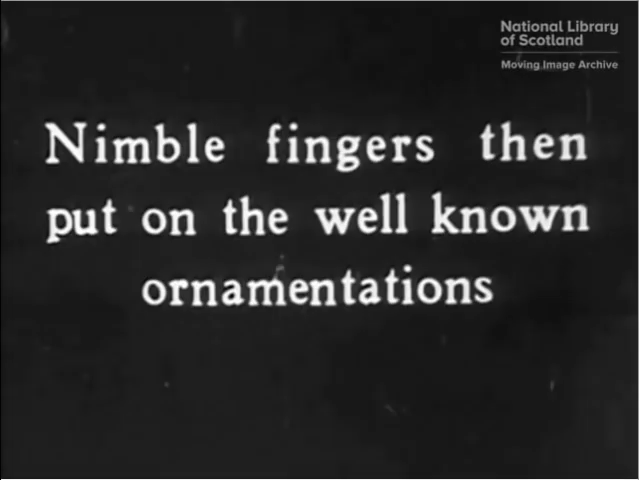 National Library
of Scotland
Moving Image Archive
Nimble fingers then
put on the well known
ornamentations